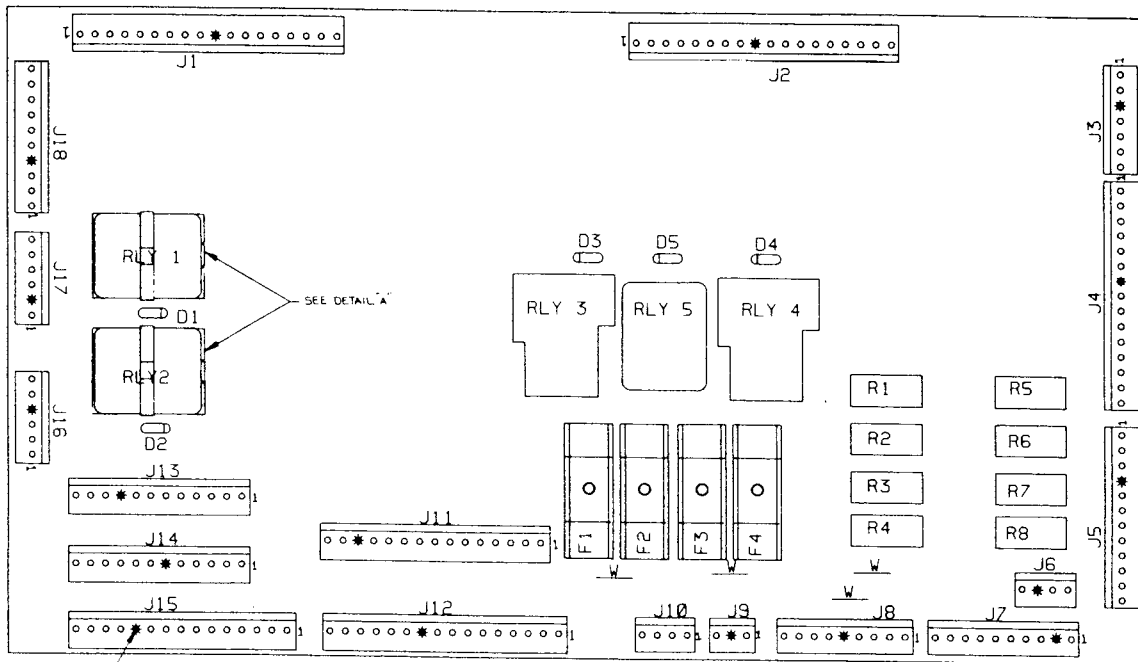 1
J1
1
J2
1
J3
J18
1
1
J4
RLY 1
D3
D5
D4
J17
1
SEE DETAIL "A"
RLY 3
RLY 5
RLY 4
D1
RLY2
R1
R5
J16
1
D2
R2
R6
1
J13
1
R3
R7
J5
J11
1
F1
F2
F3
F4
R4
R8
J14
1
W
W
W
J6
W
J15
1
J12
1
J10
J9
J8
J7